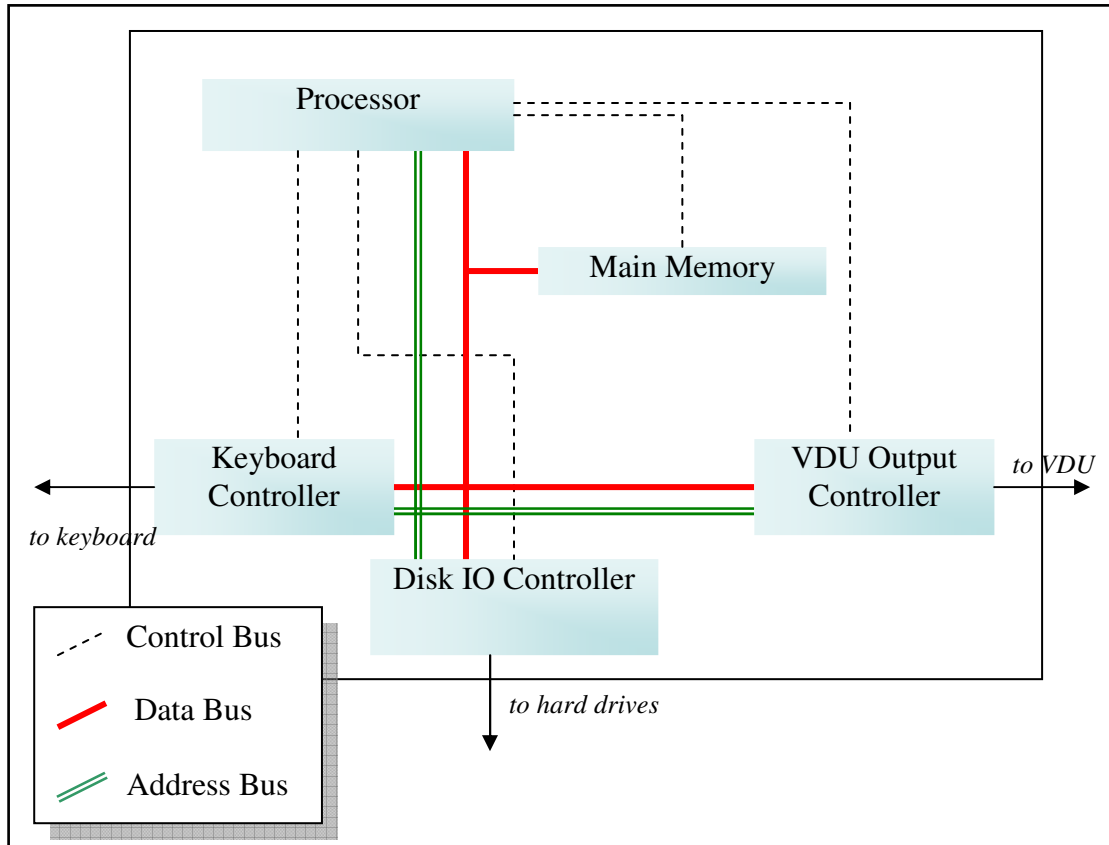 Processor
Main Memory
Keyboard
Controller
VDU Output
Controller
to VDU
to keyboard
Disk IO Controller
Control Bus
Data Bus
Address Bus
to hard drives